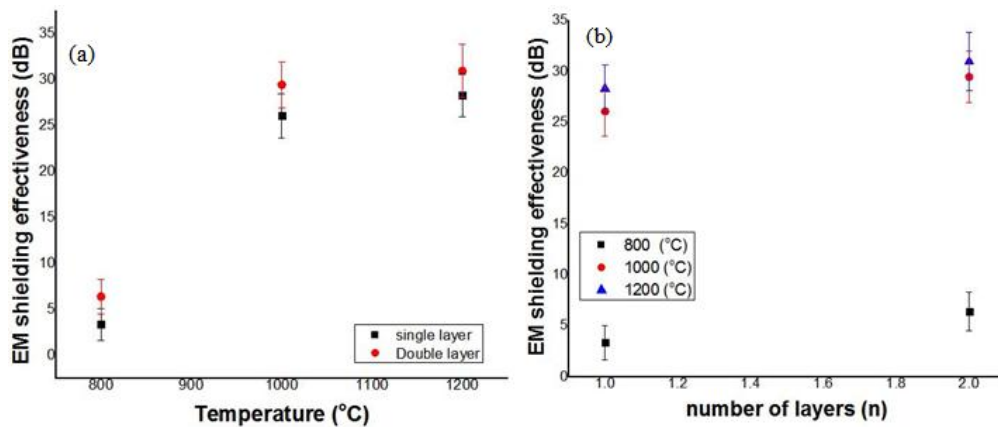 (a)
EM shielding effectiveness (dB)
35
30
25
20
15
10
5
0
single layer
Double layer
800 900 1000 1100 1200
Temperature (°C)
(b)
EM shielding effectiveness (dB)
35
30
25
20
15
10
5
0
800 (°C)
1000 (°C)
1200 (°C)
1.0 1.2 1.4 1.6 1.8 2.0
number of layers (n)